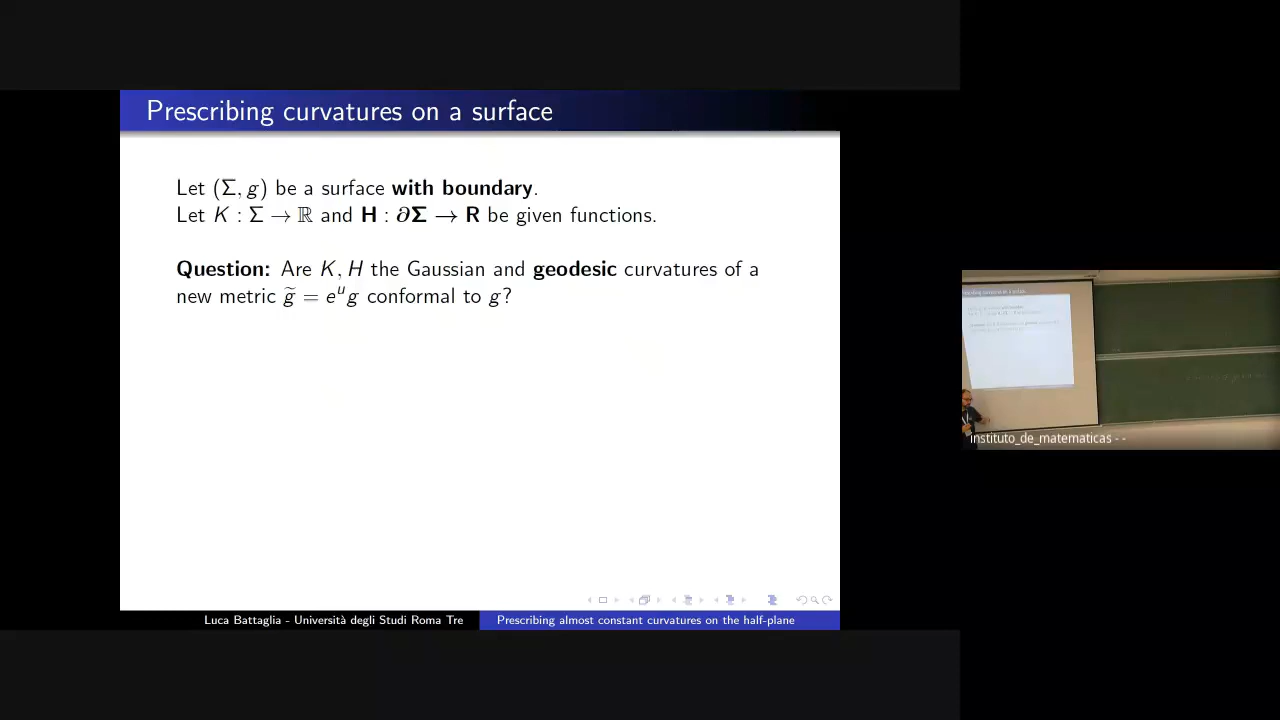 Prescribing curvatures on a surface
Let (Σ, g) be a surface with boundary.
Let K : Σ → ℝ and H : ∂Σ → R be given functions.
Question: Are K, H the Gaussian and geodesic curvatures of a
new metric g̃ = eᵘg conformal to g?
instituto_de_matematicas - -
Luca Battaglia - Università degli Studi Roma Tre
Prescribing almost constant curvatures on the half-plane